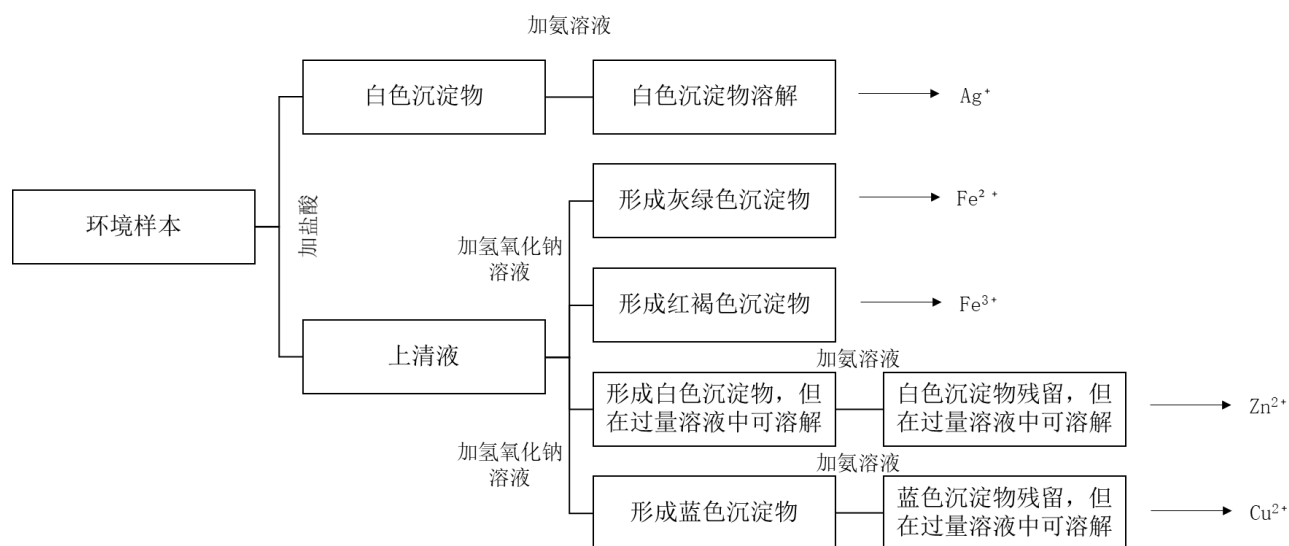 加氨溶液
白色沉淀物
白色沉淀物溶解
Ag⁺
环境样本
加盐酸
形成灰绿色沉淀物
Fe²⁺
加氢氧化钠
溶液
形成红褐色沉淀物
Fe³⁺
上清液
加氨溶液
形成白色沉淀物，但
在过量溶液中可溶解
白色沉淀物残留，但
在过量溶液中可溶解
Zn²⁺
加氢氧化钠
溶液
加氨溶液
形成蓝色沉淀物
蓝色沉淀物残留，但
在过量溶液中可溶解
Cu²⁺